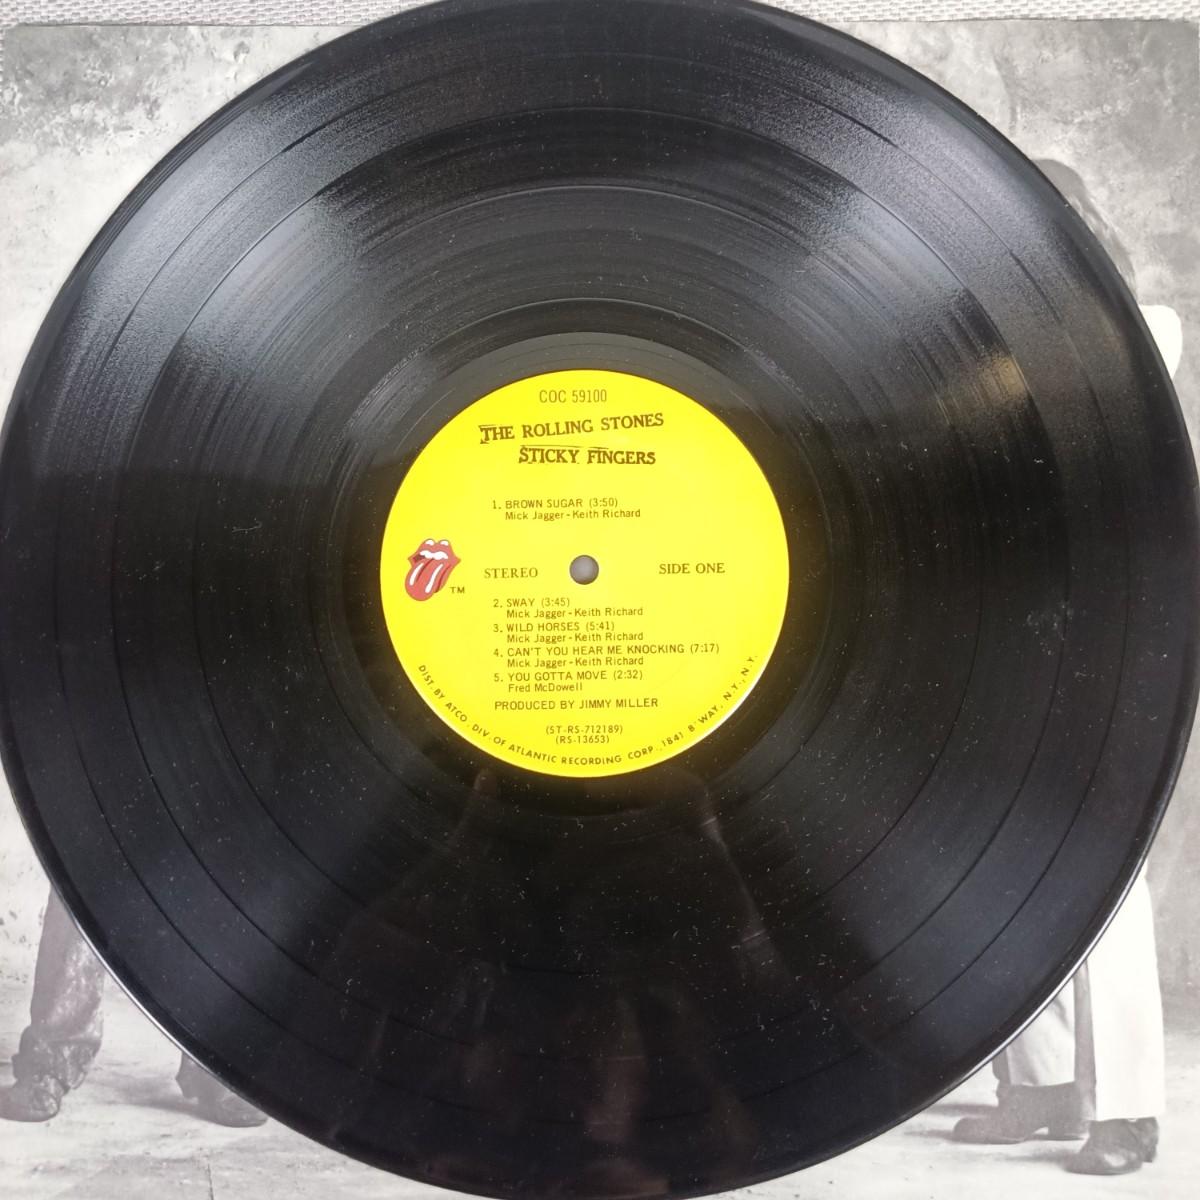 COC 59100
THE ROLLING STONES
STICKY FINGERS
1. BROWN SUGAR (3:50)
Mick Jagger - Keith Richard
TM
STEREO
SIDE ONE
2. SWAY (3:45)
Mick Jagger - Keith Richard
3. WILD HORSES (5:41)
Mick Jagger - Keith Richard
4. CAN'T YOU HEAR ME KNOCKING (7:17)
Mick Jagger - Keith Richard
5. YOU GOTTA MOVE (2:32)
Fred McDowell
PRODUCED BY JIMMY MILLER
(ST-RS-712189)
(RS-13653)
DIST. BY ATCO, DIV. OF ATLANTIC RECORDING CORP., 1841 B'WAY, N.Y., N.Y.